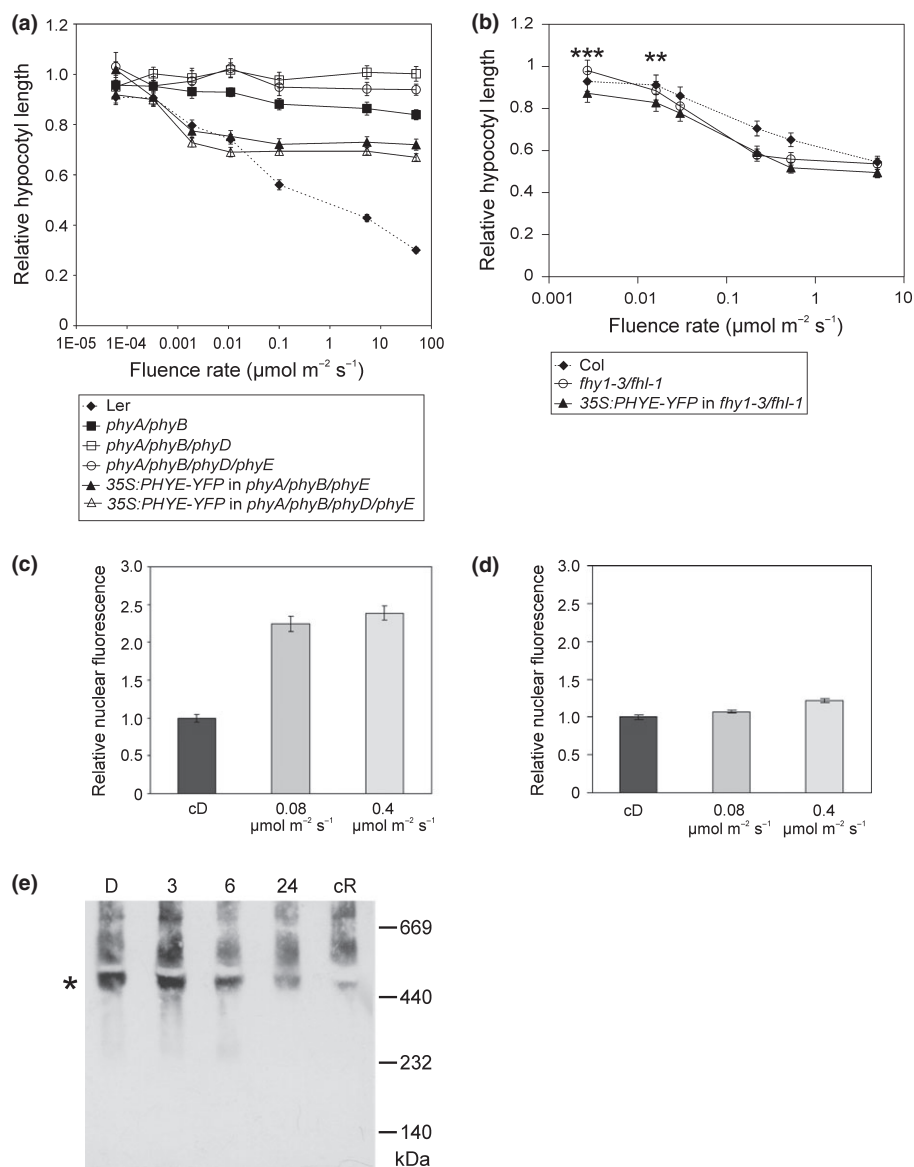 (a)
1.2
1.0
0.8
0.6
0.4
0.2
0
Relative hypocotyl length
1E-05 1E-04 0.001 0.01 0.1 1 10 100
Fluence rate (µmol m⁻² s⁻¹)
Ler
phyA/phyB
phyA/phyB/phyD
phyA/phyB/phyD/phyE
35S:PHYE-YFP in phyA/phyB/phyE
35S:PHYE-YFP in phyA/phyB/phyD/phyE
(b)
1.2
1
0.8
0.6
0.4
0.2
0
Relative hypocotyl length
*** **
0.001 0.01 0.1 1 10
Fluence rate (µmol m⁻² s⁻¹)
Col
fhy1-3/fhl-1
35S:PHYE-YFP in fhy1-3/fhl-1
(c)
3.0
2.5
2.0
1.5
1.0
0.5
0
Relative nuclear fluorescence
cD 0.08 0.4
µmol m⁻² s⁻¹ µmol m⁻² s⁻¹
(d)
3.0
2.5
2.0
1.5
1.0
0.5
0
Relative nuclear fluorescence
cD 0.08 0.4
µmol m⁻² s⁻¹ µmol m⁻² s⁻¹
(e)
D 3 6 24 cR
669
*
440
232
140
kDa